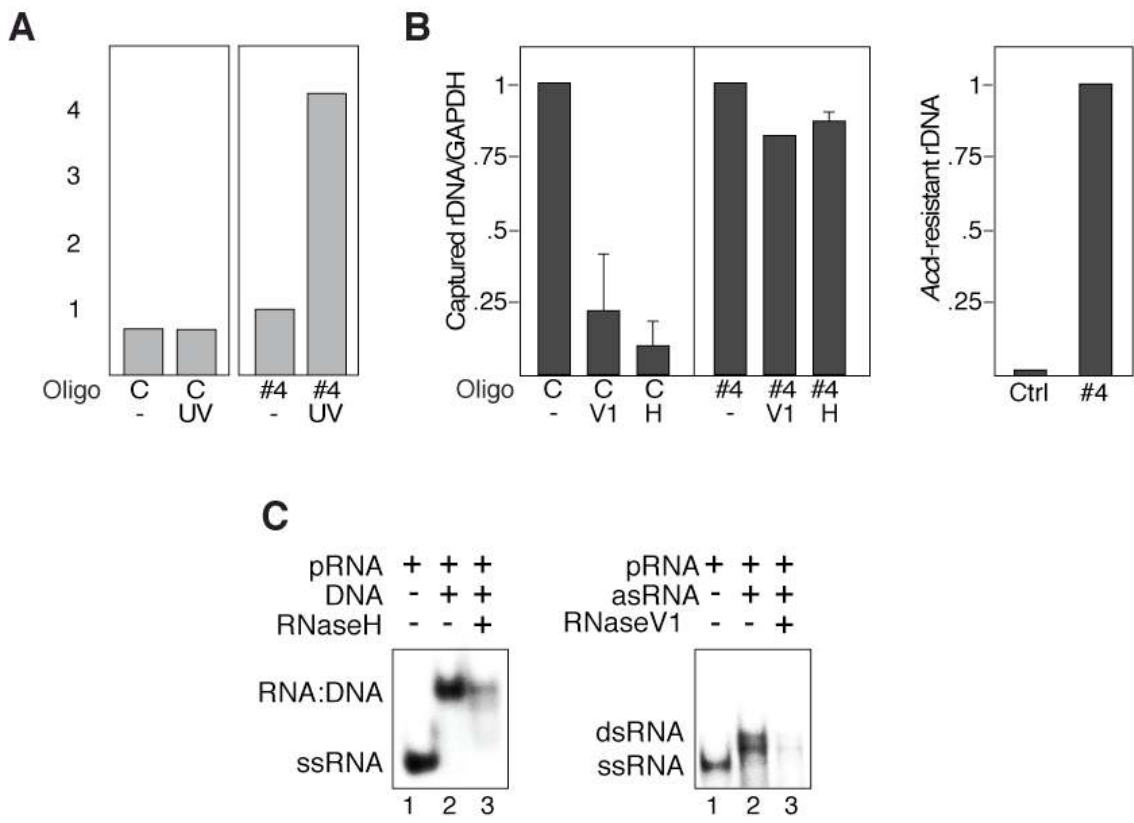 A
4
3
2
1
Oligo C C #4 #4
- UV - UV
B
Captured rDNA/GAPDH
1
.75
.5
.25
Oligo C C C #4 #4 #4
- V1 H - V1 H
AccI-resistant rDNA
1
.75
.5
.25
Ctrl #4
C
pRNA + + +
DNA - + +
RNaseH - - +
RNA:DNA
ssRNA
1 2 3
pRNA + + +
asRNA - + +
RNaseV1 - - +
dsRNA
ssRNA
1 2 3